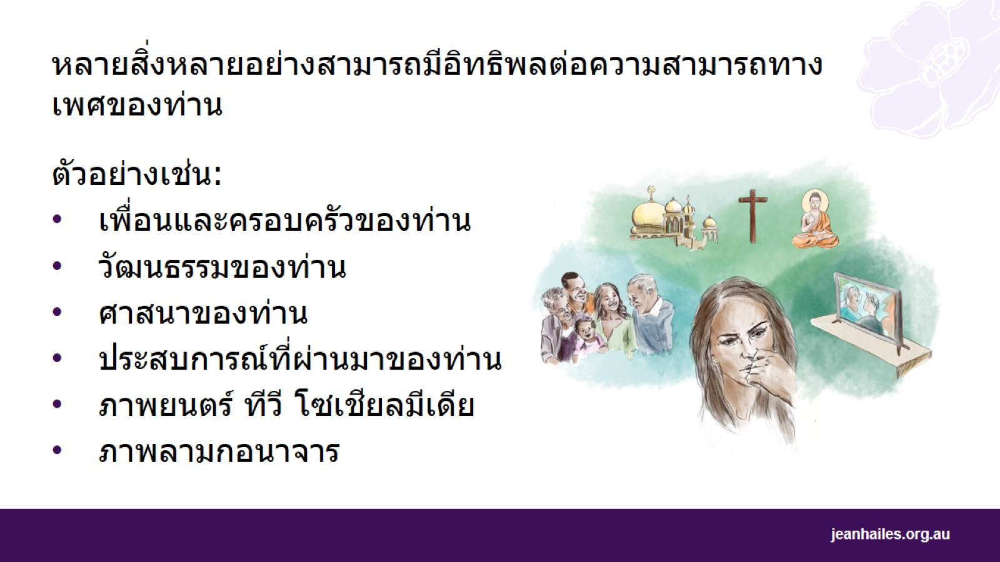 หลายสิ่งหลายอย่างสามารถมีอิทธิพลต่อความสามารถทาง
เพศของท่าน
ตัวอย่างเช่น:
• เพื่อนและครอบครัวของท่าน
• วัฒนธรรมของท่าน
• ศาสนาของท่าน
• ประสบการณ์ที่ผ่านมาของท่าน
• ภาพยนตร์ ทีวี โซเชียลมีเดีย
• ภาพลามกอนาจาร
jeanhailes.org.au